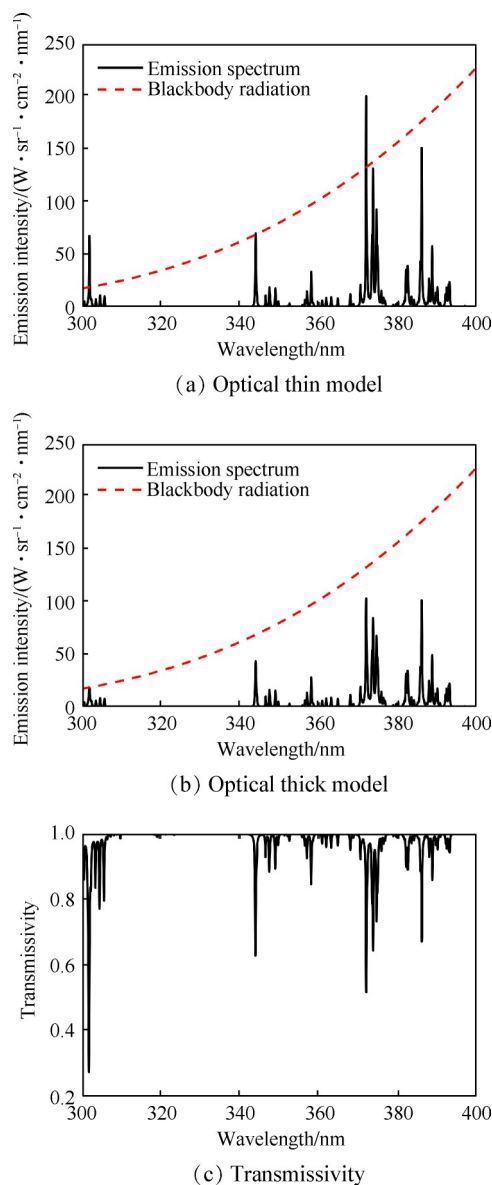 250
200
150
100
50
0
Emission intensity/(W • sr⁻¹ • cm⁻² • nm⁻¹)
Emission spectrum
Blackbody radiation
300 320 340 360 380 400
Wavelength/nm
(a) Optical thin model
250
200
150
100
50
0
Emission intensity/(W • sr⁻¹ • cm⁻² • nm⁻¹)
Emission spectrum
Blackbody radiation
300 320 340 360 380 400
Wavelength/nm
(b) Optical thick model
1.0
0.8
0.6
0.4
0.2
Transmissivity
300 320 340 360 380 400
Wavelength/nm
(c) Transmissivity